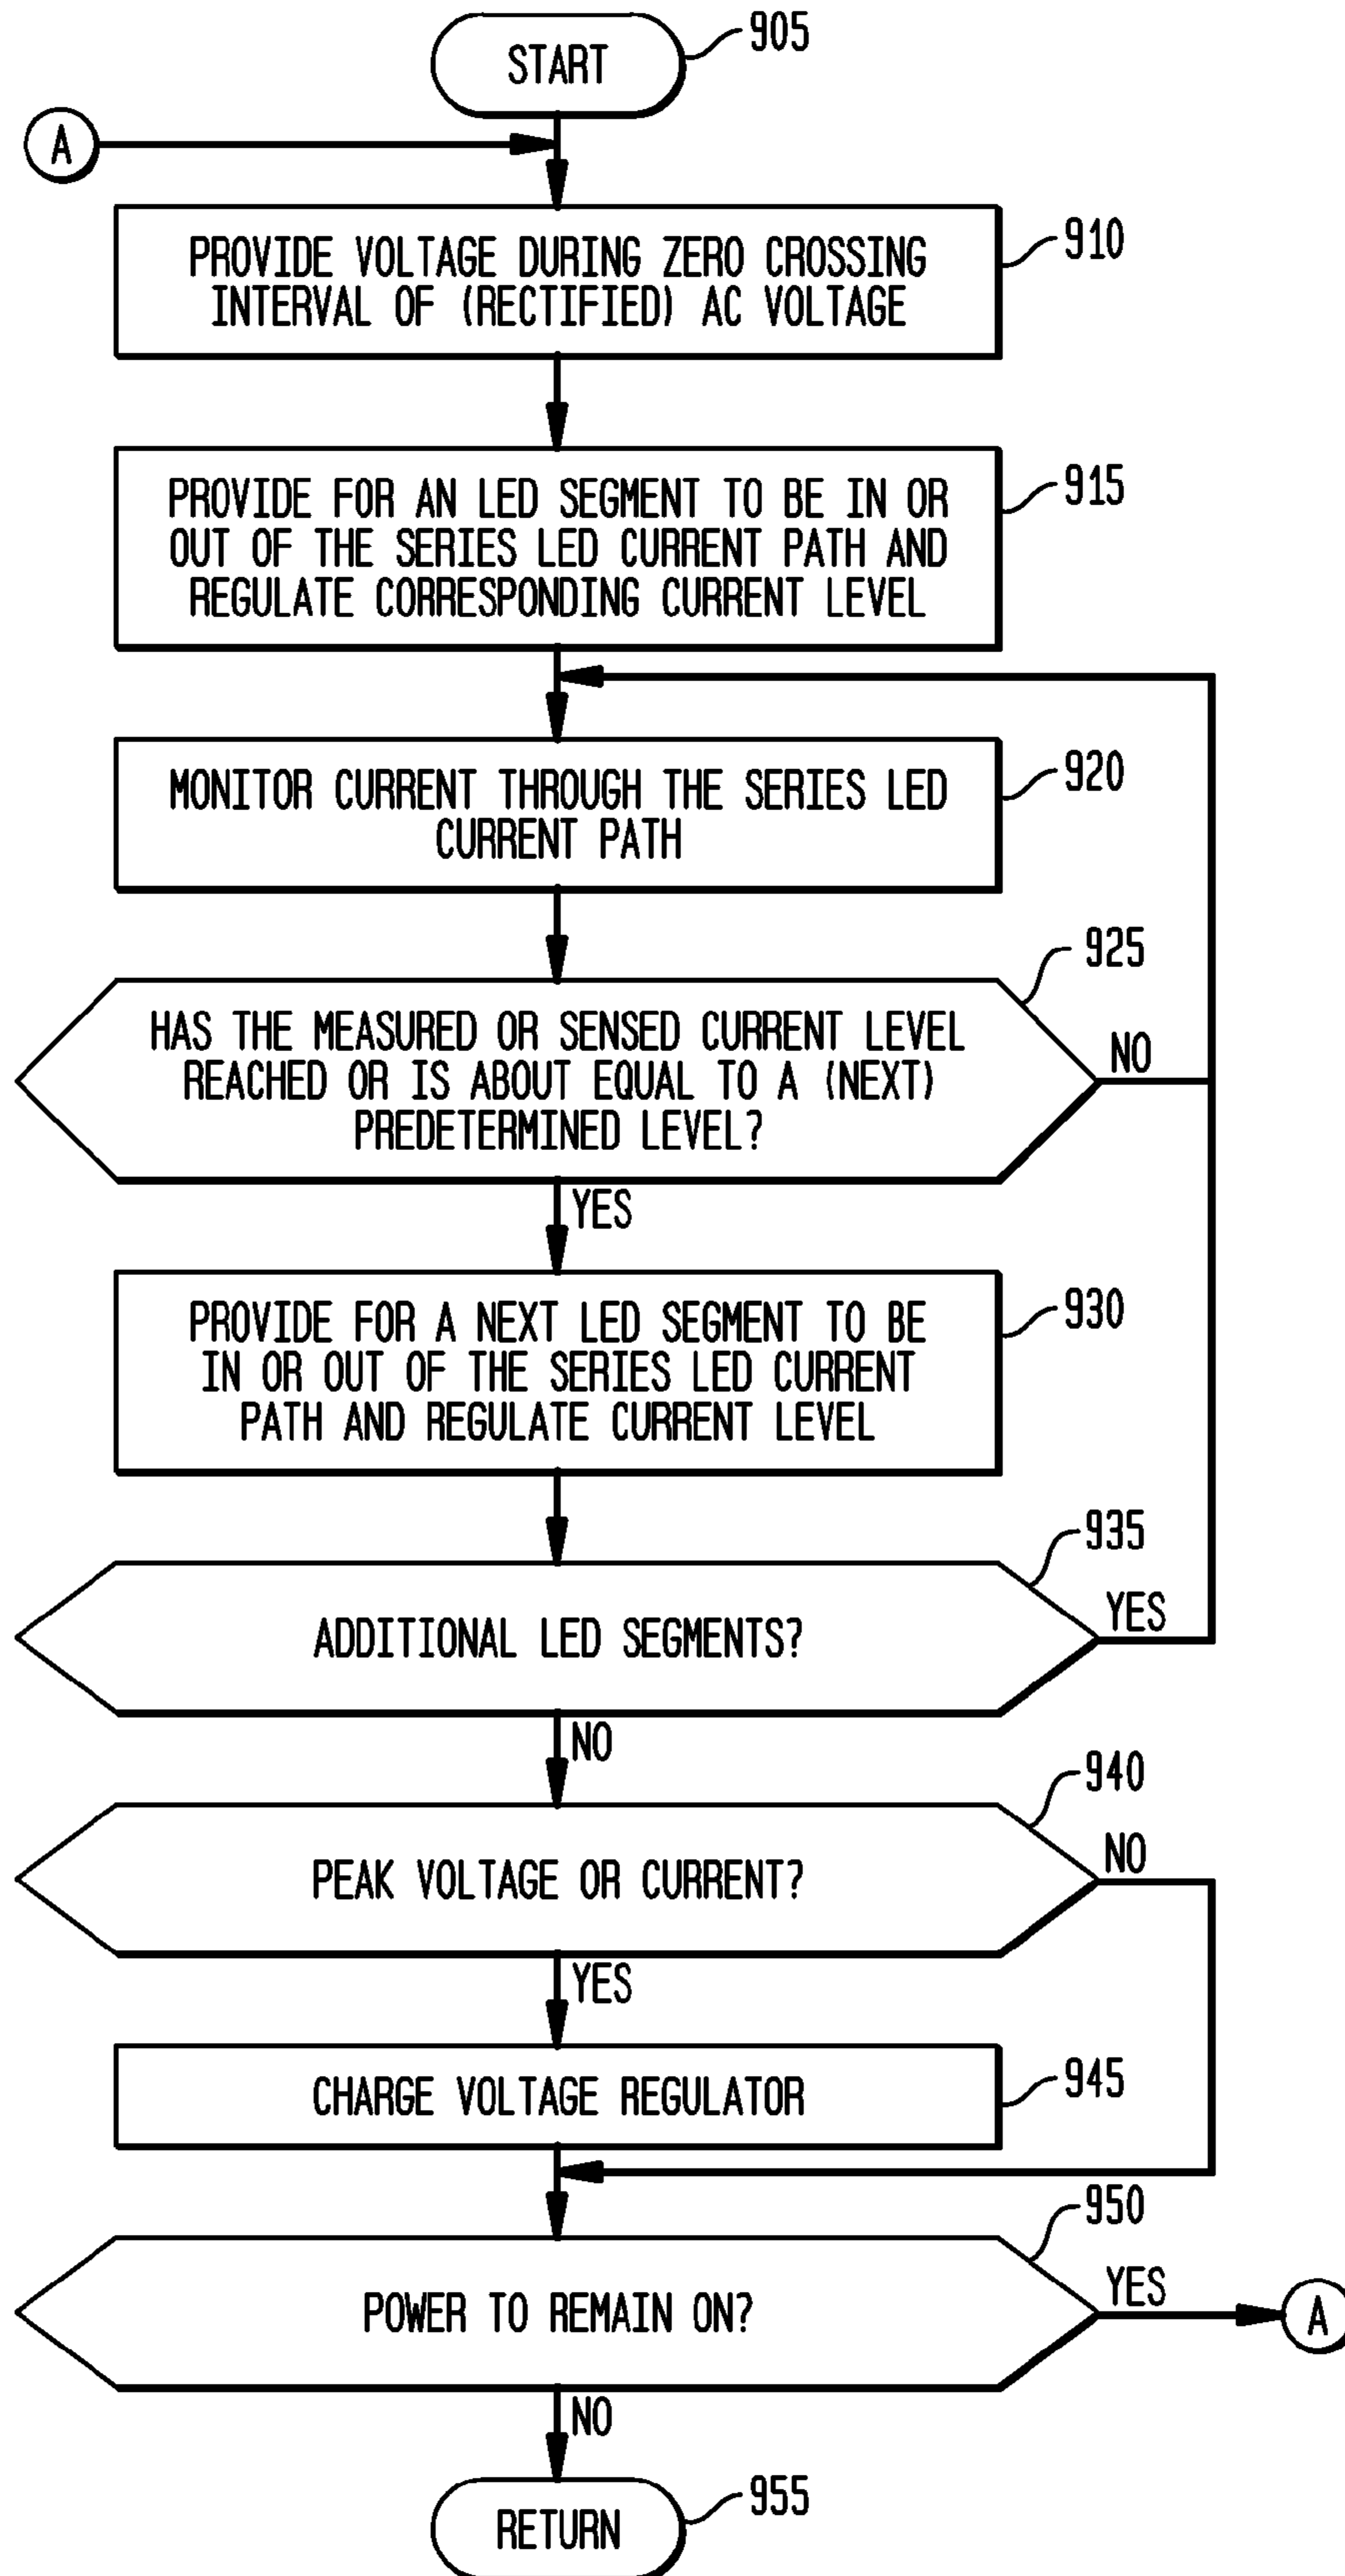 START
905
A
PROVIDE VOLTAGE DURING ZERO CROSSING
INTERVAL OF (RECTIFIED) AC VOLTAGE
910
PROVIDE FOR AN LED SEGMENT TO BE IN OR
OUT OF THE SERIES LED CURRENT PATH AND
REGULATE CORRESPONDING CURRENT LEVEL
915
MONITOR CURRENT THROUGH THE SERIES LED
CURRENT PATH
920
HAS THE MEASURED OR SENSED CURRENT LEVEL
REACHED OR IS ABOUT EQUAL TO A (NEXT)
PREDETERMINED LEVEL?
925
NO
YES
PROVIDE FOR A NEXT LED SEGMENT TO BE
IN OR OUT OF THE SERIES LED CURRENT
PATH AND REGULATE CURRENT LEVEL
930
ADDITIONAL LED SEGMENTS?
935
YES
NO
PEAK VOLTAGE OR CURRENT?
940
NO
YES
CHARGE VOLTAGE REGULATOR
945
POWER TO REMAIN ON?
950
YES
A
NO
RETURN
955